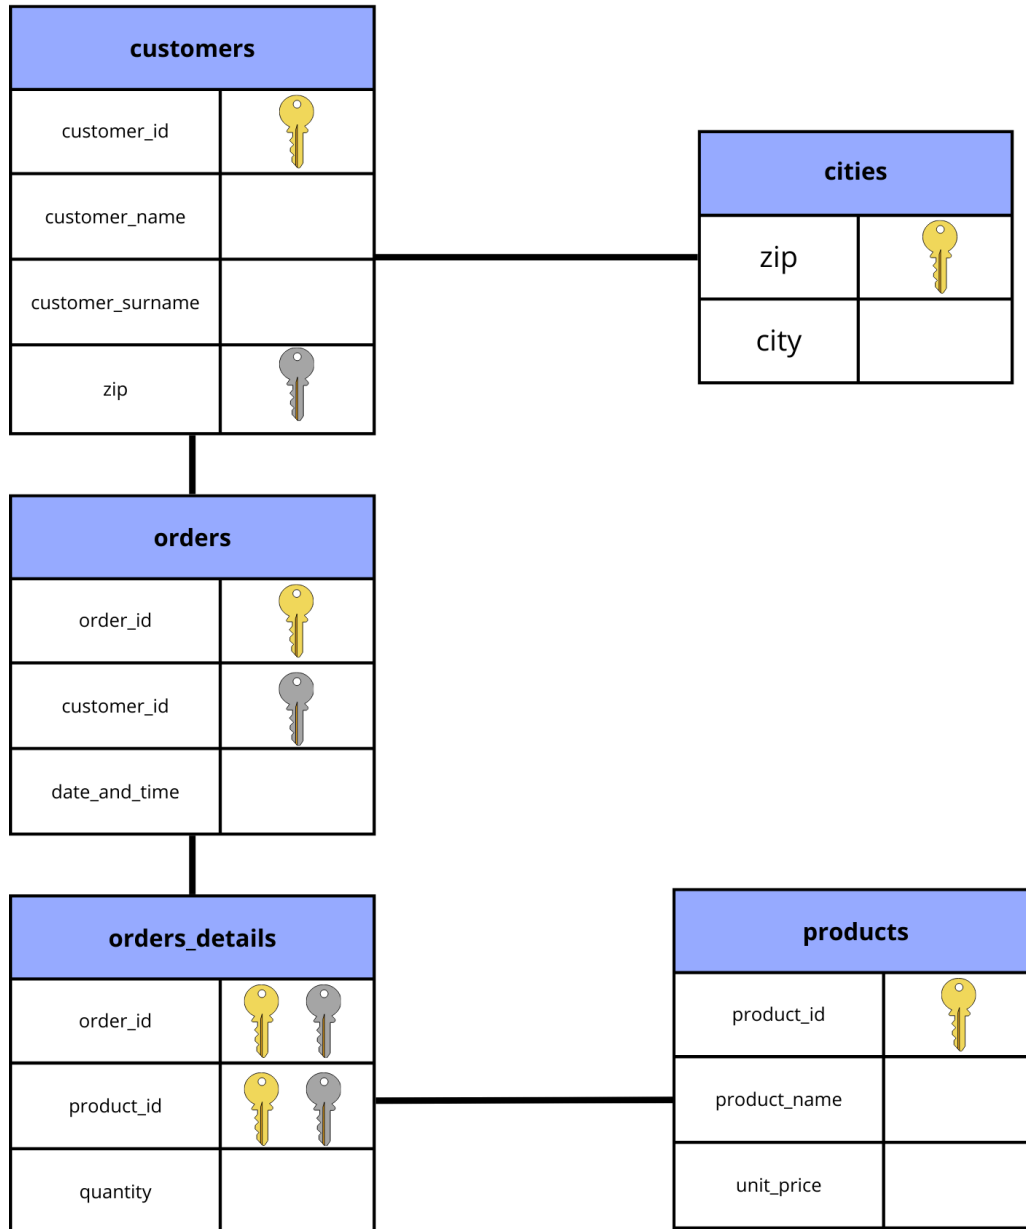 customers
customer_id
customer_name
customer_surname
zip
cities
zip
city
orders
order_id
customer_id
date_and_time
orders_details
order_id
product_id
quantity
products
product_id
product_name
unit_price